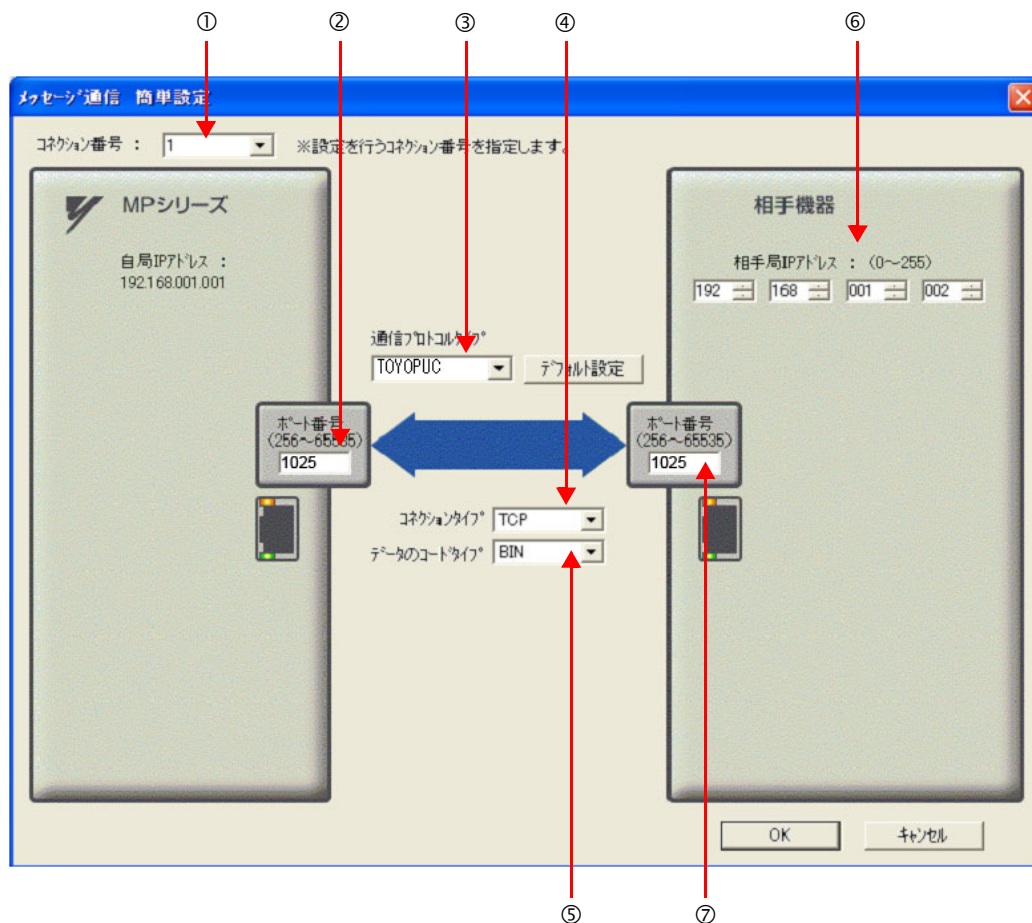 ① ② ③ ④ ⑥
メッセージ通信 簡単設定
コネクション番号 : 1 ※設定を行うコネクション番号を指定します。
MPシリーズ
自局IPアドレス :
192.168.001.001
相手機器
相手局IPアドレス : (0～255)
192 168 001 002
通信プロトコルタイプ
TOYOPUC デフォルト設定
ポート番号
(256～65535)
1025
ポート番号
(256～65535)
1025
コネクションタイプ TCP
データのコードタイプ BIN
OK キャンセル
⑤ ⑦